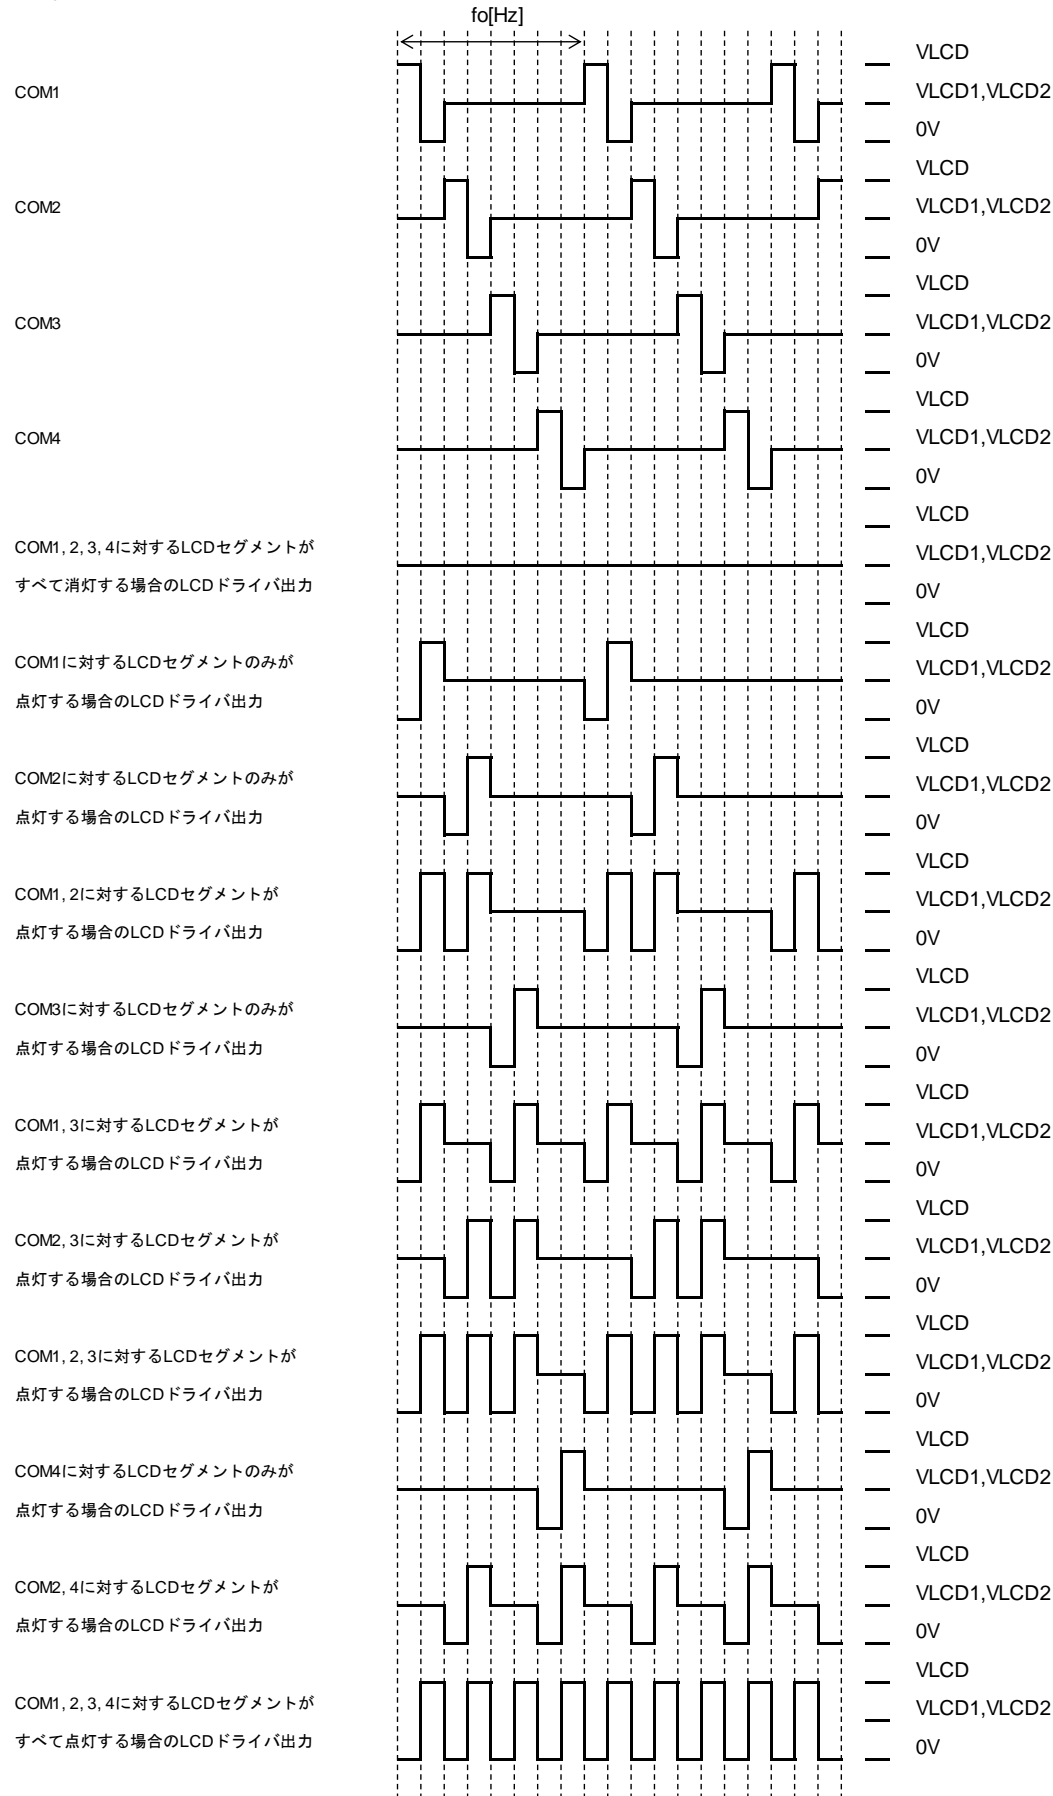 fo[Hz]
VLCD
COM1
VLCD1,VLCD2
0V
VLCD
COM2
VLCD1,VLCD2
0V
VLCD
COM3
VLCD1,VLCD2
0V
VLCD
COM4
VLCD1,VLCD2
0V
VLCD
COM1, 2, 3, 4に対するLCDセグメントが
VLCD1,VLCD2
すべて消灯する場合のLCDドライバ出力
0V
VLCD
COM1に対するLCDセグメントのみが
VLCD1,VLCD2
点灯する場合のLCDドライバ出力
0V
VLCD
COM2に対するLCDセグメントのみが
VLCD1,VLCD2
点灯する場合のLCDドライバ出力
0V
VLCD
COM1, 2に対するLCDセグメントが
VLCD1,VLCD2
点灯する場合のLCDドライバ出力
0V
VLCD
COM3に対するLCDセグメントのみが
VLCD1,VLCD2
点灯する場合のLCDドライバ出力
0V
VLCD
COM1, 3に対するLCDセグメントが
VLCD1,VLCD2
点灯する場合のLCDドライバ出力
0V
VLCD
COM2, 3に対するLCDセグメントが
VLCD1,VLCD2
点灯する場合のLCDドライバ出力
0V
VLCD
COM1, 2, 3に対するLCDセグメントが
VLCD1,VLCD2
点灯する場合のLCDドライバ出力
0V
VLCD
COM4に対するLCDセグメントのみが
VLCD1,VLCD2
点灯する場合のLCDドライバ出力
0V
VLCD
COM2, 4に対するLCDセグメントが
VLCD1,VLCD2
点灯する場合のLCDドライバ出力
0V
VLCD
COM1, 2, 3, 4に対するLCDセグメントが
VLCD1,VLCD2
すべて点灯する場合のLCDドライバ出力
0V